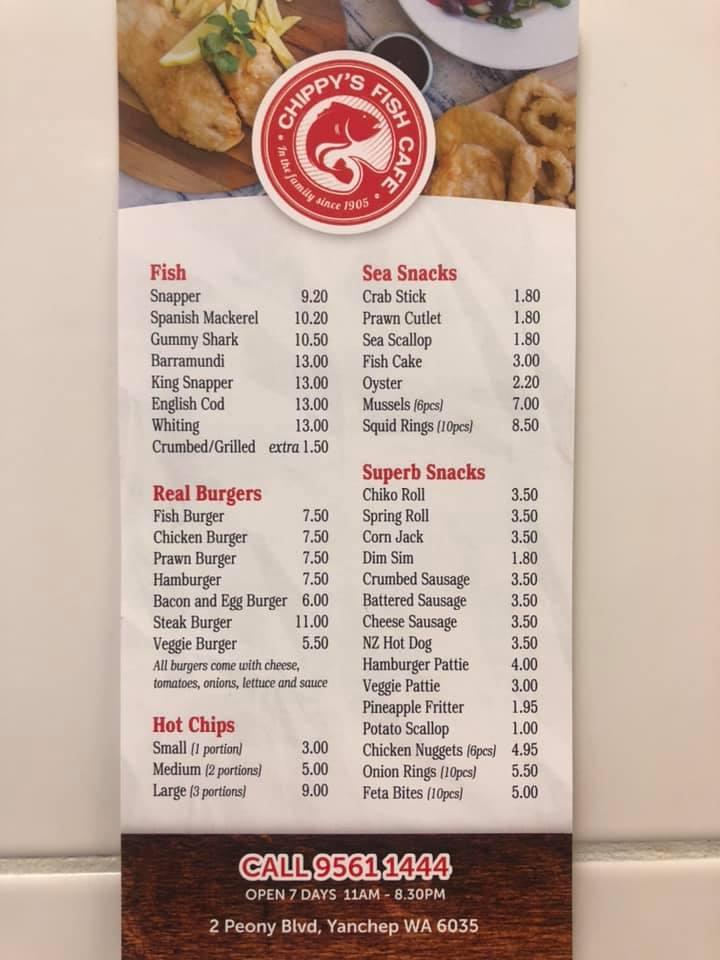 CHIPPY'S FISH CAFE
In the family since 1905
Fish
Snapper 9.20
Spanish Mackerel 10.20
Gummy Shark 10.50
Barramundi 13.00
King Snapper 13.00
English Cod 13.00
Whiting 13.00
Crumbed/Grilled extra 1.50
Real Burgers
Fish Burger 7.50
Chicken Burger 7.50
Prawn Burger 7.50
Hamburger 7.50
Bacon and Egg Burger 6.00
Steak Burger 11.00
Veggie Burger 5.50
All burgers come with cheese,
tomatoes, onions, lettuce and sauce
Hot Chips
Small (1 portion) 3.00
Medium (2 portions) 5.00
Large (3 portions) 9.00
Sea Snacks
Crab Stick 1.80
Prawn Cutlet 1.80
Sea Scallop 1.80
Fish Cake 3.00
Oyster 2.20
Mussels (6pcs) 7.00
Squid Rings (10pcs) 8.50
Superb Snacks
Chiko Roll 3.50
Spring Roll 3.50
Corn Jack 3.50
Dim Sim 1.80
Crumbed Sausage 3.50
Battered Sausage 3.50
Cheese Sausage 3.50
NZ Hot Dog 3.50
Hamburger Pattie 4.00
Veggie Pattie 3.00
Pineapple Fritter 1.95
Potato Scallop 1.00
Chicken Nuggets (6pcs) 4.95
Onion Rings (10pcs) 5.50
Feta Bites (10pcs) 5.00
CALL 9561 1444
OPEN 7 DAYS 11AM - 8.30PM
2 Peony Blvd, Yanchep WA 6035